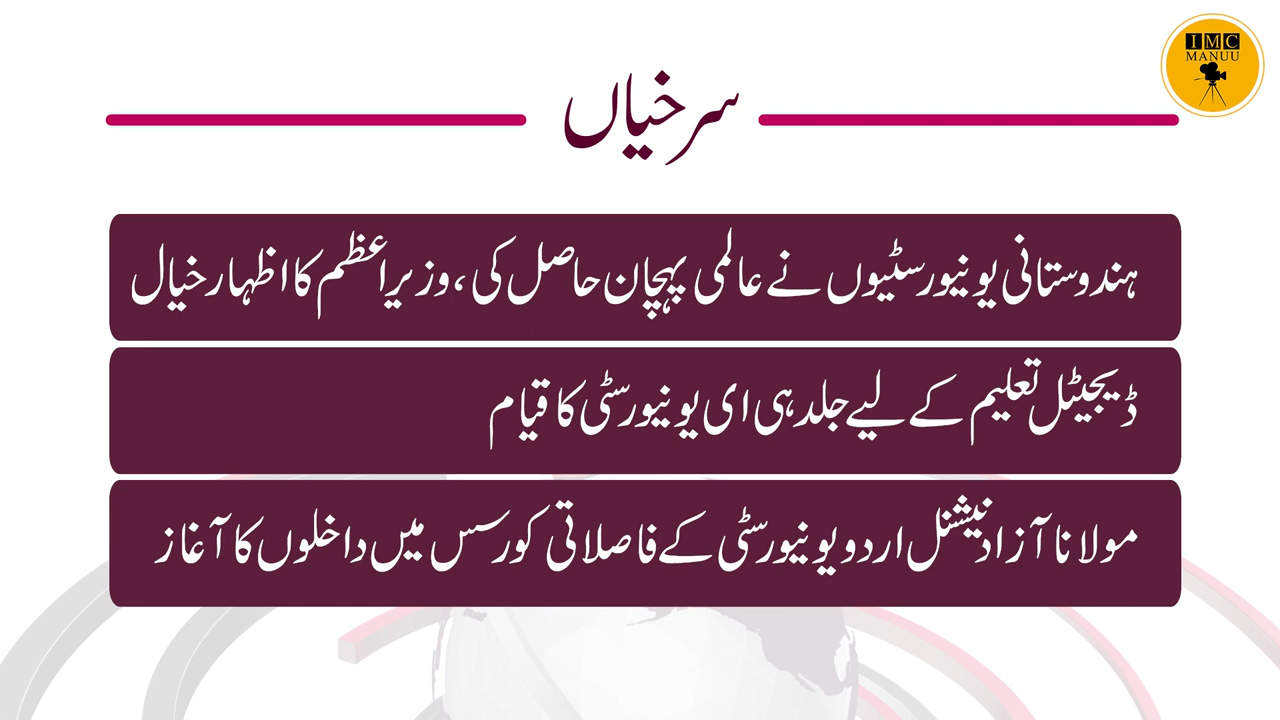 IMC
MANUU
سرخیاں
ہندوستانی یونیورسٹیوں نے عالمی پہچان حاصل کی، وزیراعظم کا اظہار خیال
ڈیجیٹل تعلیم کے لیے جلد ہی ای یونیورسٹی کا قیام
مولانا آزاد نیشنل اردو یونیورسٹی کے فاصلاتی کورسس میں داخلوں کا آغاز